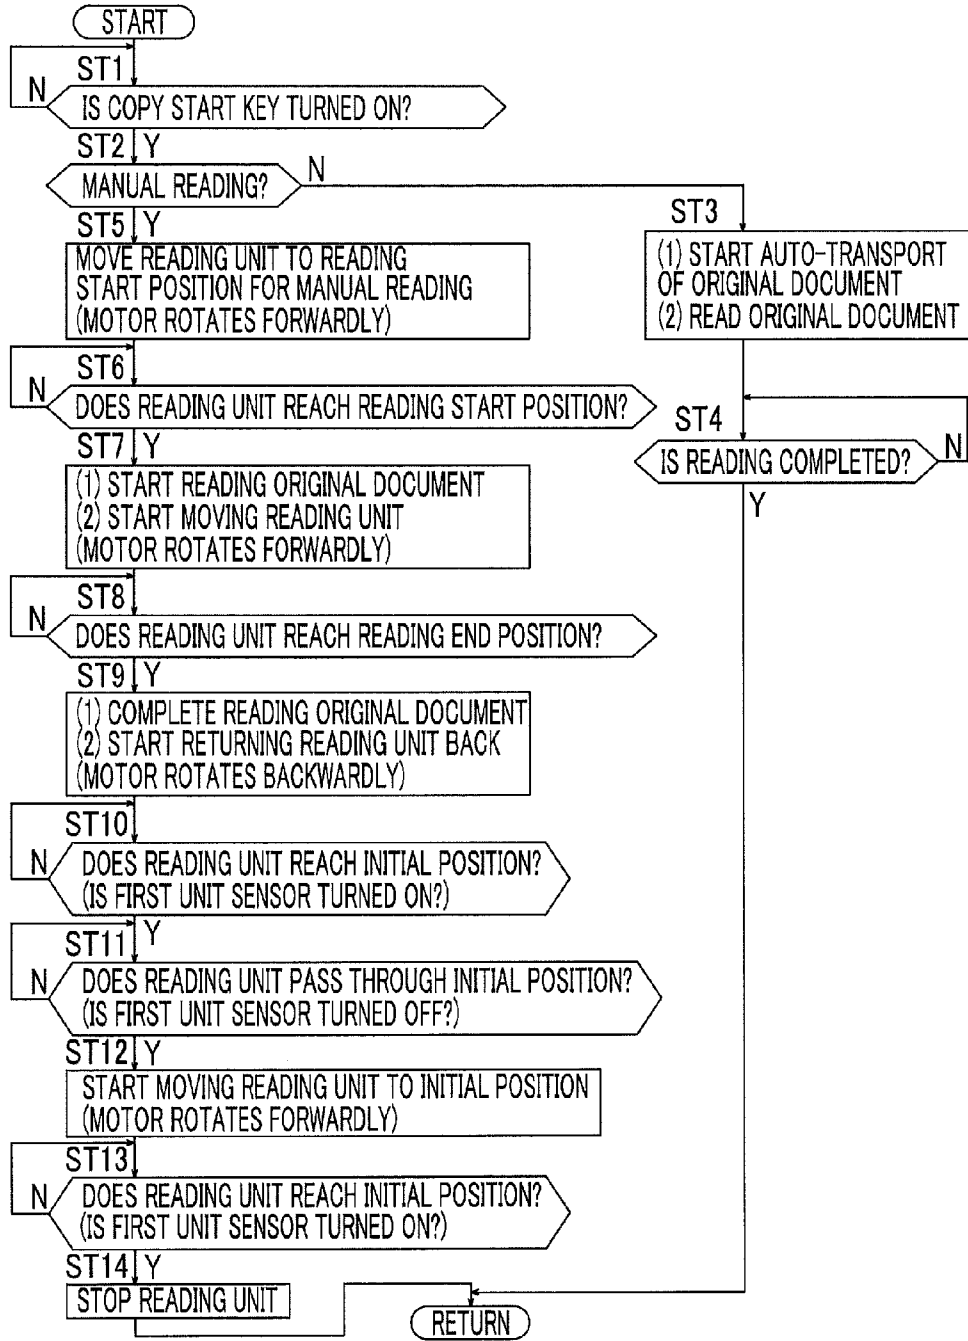 START
ST1
N
IS COPY START KEY TURNED ON?
ST2 Y
MANUAL READING?
N
ST5 Y
MOVE READING UNIT TO READING
START POSITION FOR MANUAL READING
(MOTOR ROTATES FORWARDLY)
ST3
(1) START AUTO-TRANSPORT
OF ORIGINAL DOCUMENT
(2) READ ORIGINAL DOCUMENT
ST6
N
DOES READING UNIT REACH READING START POSITION?
ST4
IS READING COMPLETED?
N
Y
ST7 Y
(1) START READING ORIGINAL DOCUMENT
(2) START MOVING READING UNIT
(MOTOR ROTATES FORWARDLY)
ST8
N
DOES READING UNIT REACH READING END POSITION?
ST9 Y
(1) COMPLETE READING ORIGINAL DOCUMENT
(2) START RETURNING READING UNIT BACK
(MOTOR ROTATES BACKWARDLY)
ST10
N
DOES READING UNIT REACH INITIAL POSITION?
(IS FIRST UNIT SENSOR TURNED ON?)
ST11 Y
N
DOES READING UNIT PASS THROUGH INITIAL POSITION?
(IS FIRST UNIT SENSOR TURNED OFF?)
ST12 Y
START MOVING READING UNIT TO INITIAL POSITION
(MOTOR ROTATES FORWARDLY)
ST13
N
DOES READING UNIT REACH INITIAL POSITION?
(IS FIRST UNIT SENSOR TURNED ON?)
ST14 Y
STOP READING UNIT
RETURN